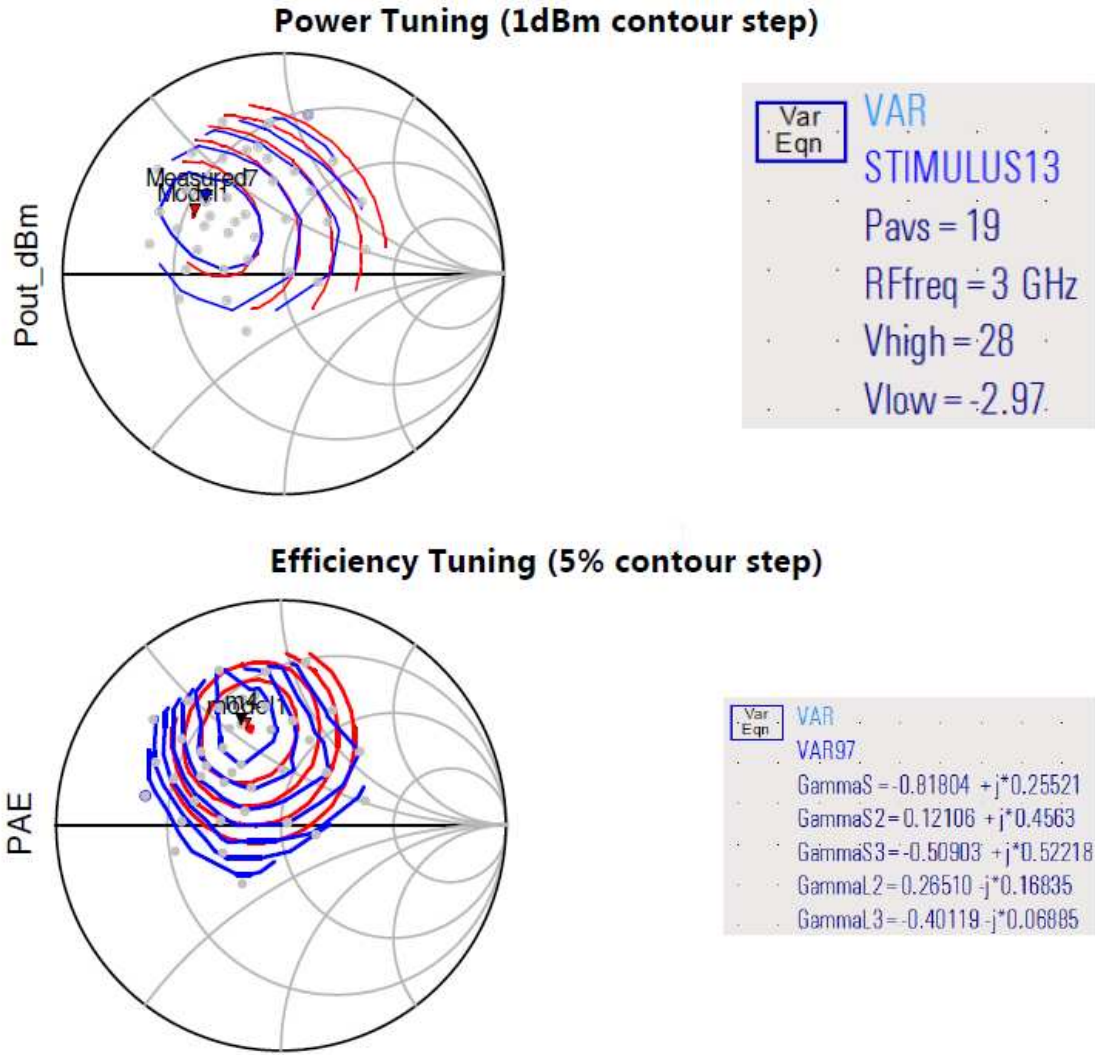 Power Tuning (1dBm contour step)
Pout_dBm
Measured7
Model1
Var
Eqn
VAR
STIMULUS13
Pavs = 19
RFfreq = 3 GHz
Vhigh = 28
Vlow = -2.97
Efficiency Tuning (5% contour step)
PAE
m4
model1
Var
Eqn
VAR
VAR97
GammaS = -0.81804 + j*0.25521
GammaS2 = 0.12106 + j*0.4563
GammaS3 = -0.50903 + j*0.52218
GammaL2 = 0.26510 - j*0.16835
GammaL3 = -0.40119 - j*0.06985